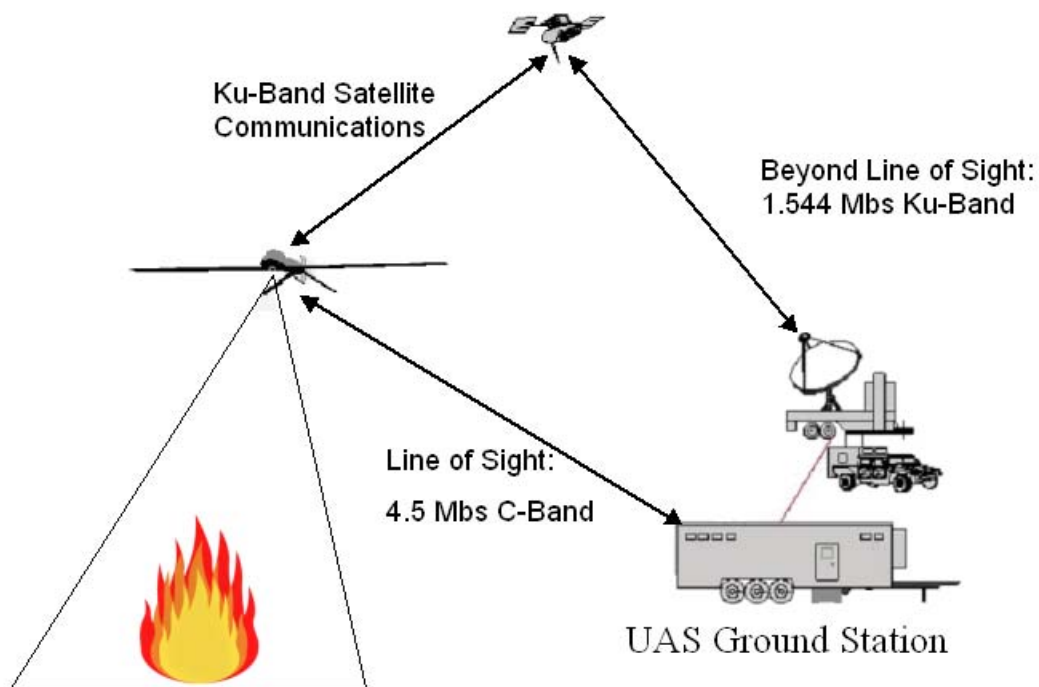 Ku-Band Satellite
Communications
Beyond Line of Sight:
1.544 Mbs Ku-Band
Line of Sight:
4.5 Mbs C-Band
UAS Ground Station